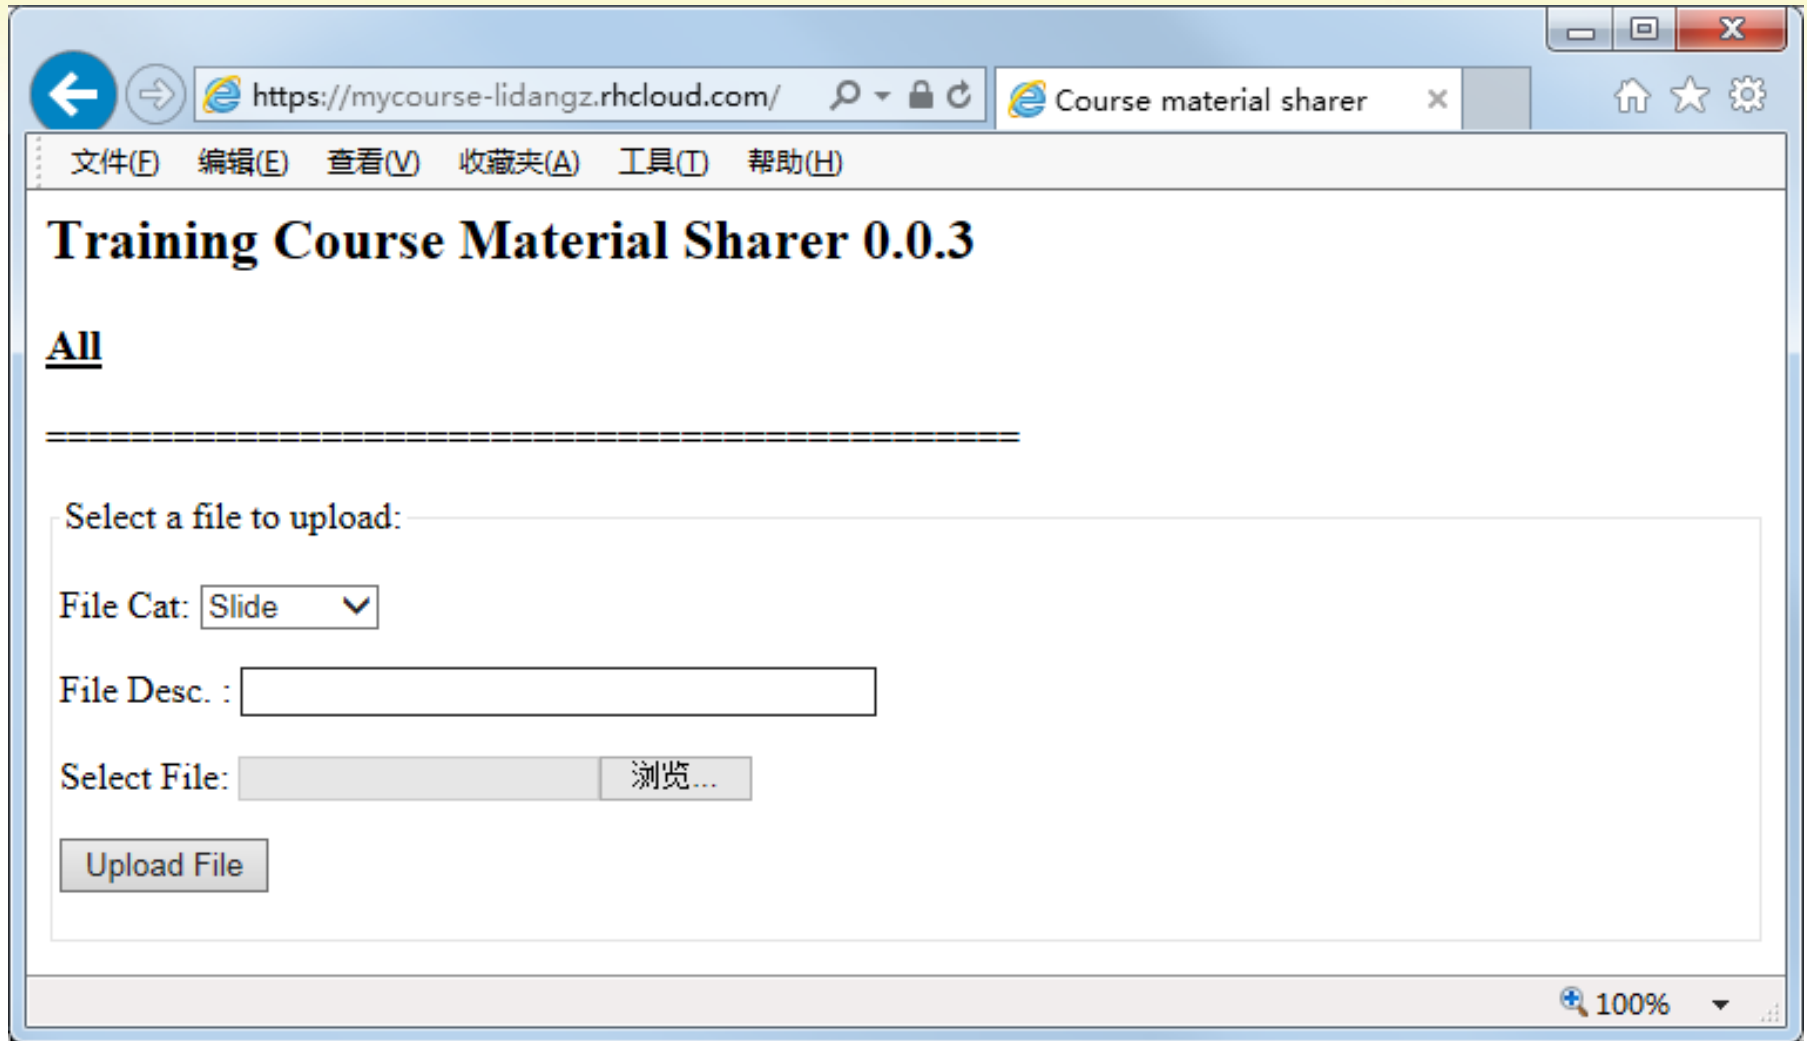 https://mycourse-lidangz.rhcloud.com/
Course material sharer
文件(F) 编辑(E) 查看(V) 收藏夹(A) 工具(T) 帮助(H)
Training Course Material Sharer 0.0.3
All
==============================================
Select a file to upload:
File Cat: Slide
File Desc. :
Select File: 浏览...
Upload File
100%